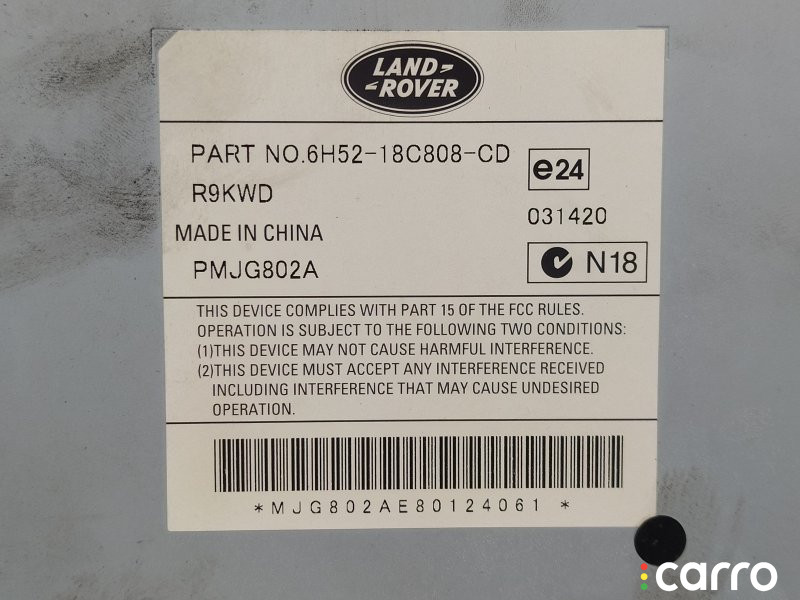 LAND
ROVER
PART NO.6H52-18C808-CD
e24
R9KWD
031420
MADE IN CHINA
PMJG802A
N18
THIS DEVICE COMPLIES WITH PART 15 OF THE FCC RULES.
OPERATION IS SUBJECT TO THE FOLLOWING TWO CONDITIONS:
(1)THIS DEVICE MAY NOT CAUSE HARMFUL INTERFERENCE.
(2)THIS DEVICE MUST ACCEPT ANY INTERFERENCE RECEIVED
INCLUDING INTERFERENCE THAT MAY CAUSE UNDESIRED
OPERATION.
*MJG802AE80124061*
carro